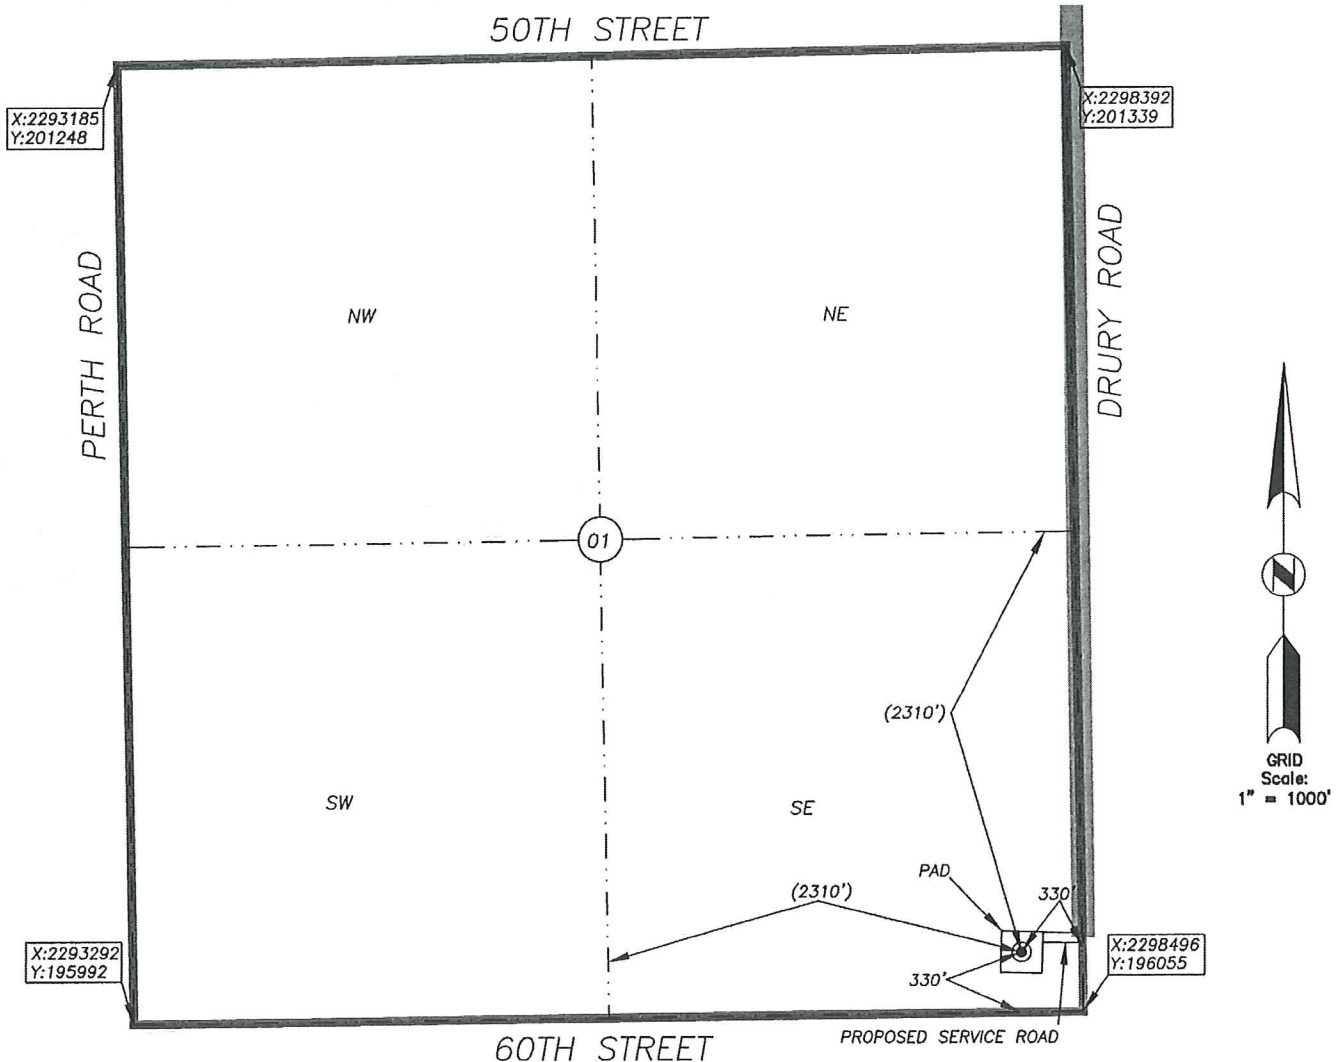 50TH STREET
X:2293185
Y:201248
X:2298392
Y:201339
PERTH ROAD
DRURY ROAD
NW
NE
01
(2310')
SW
SE
GRID
Scale:
1" = 1000'
PAD
(2310')
330'
330'
X:2293292
Y:195992
X:2298496
Y:196055
PROPOSED SERVICE ROAD
60TH STREET
N